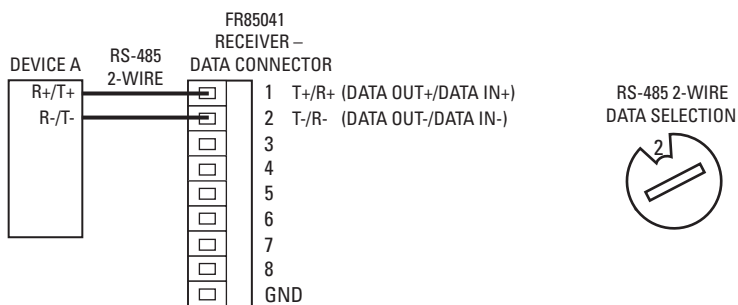 FR85041
RECEIVER –
DATA CONNECTOR
DEVICE A
RS-485
2-WIRE
R+/T+
R-/T-
1 T+/R+ (DATA OUT+/DATA IN+)
2 T-/R- (DATA OUT-/DATA IN-)
3
4
5
6
7
8
GND
RS-485 2-WIRE
DATA SELECTION
2